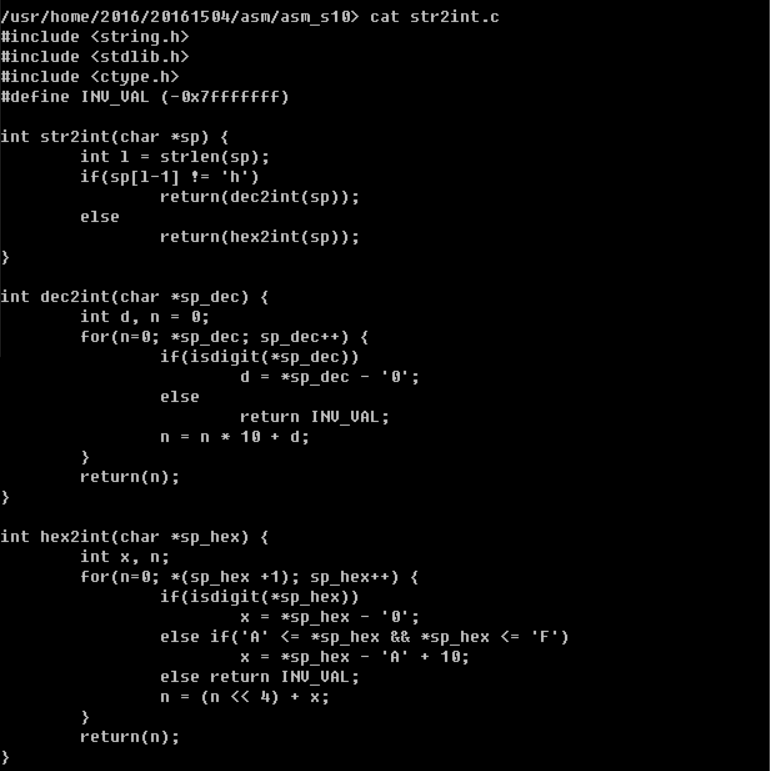 /usr/home/2016/20161504/asm/asm_s10> cat str2int.c
#include <string.h>
#include <stdlib.h>
#include <ctype.h>
#define INV_VAL (-0x7fffffff)

int str2int(char *sp) {
        int l = strlen(sp);
        if(sp[l-1] != 'h')
                return(dec2int(sp));
        else
                return(hex2int(sp));
}

int dec2int(char *sp_dec) {
        int d, n = 0;
        for(n=0; *sp_dec; sp_dec++) {
                if(isdigit(*sp_dec))
                        d = *sp_dec - '0';
                else
                        return INV_VAL;
                n = n * 10 + d;
        }
        return(n);
}

int hex2int(char *sp_hex) {
        int x, n;
        for(n=0; *(sp_hex +1); sp_hex++) {
                if(isdigit(*sp_hex))
                        x = *sp_hex - '0';
                else if('A' <= *sp_hex && *sp_hex <= 'F')
                        x = *sp_hex - 'A' + 10;
                else return INV_VAL;
                n = (n << 4) + x;
        }
        return(n);
}